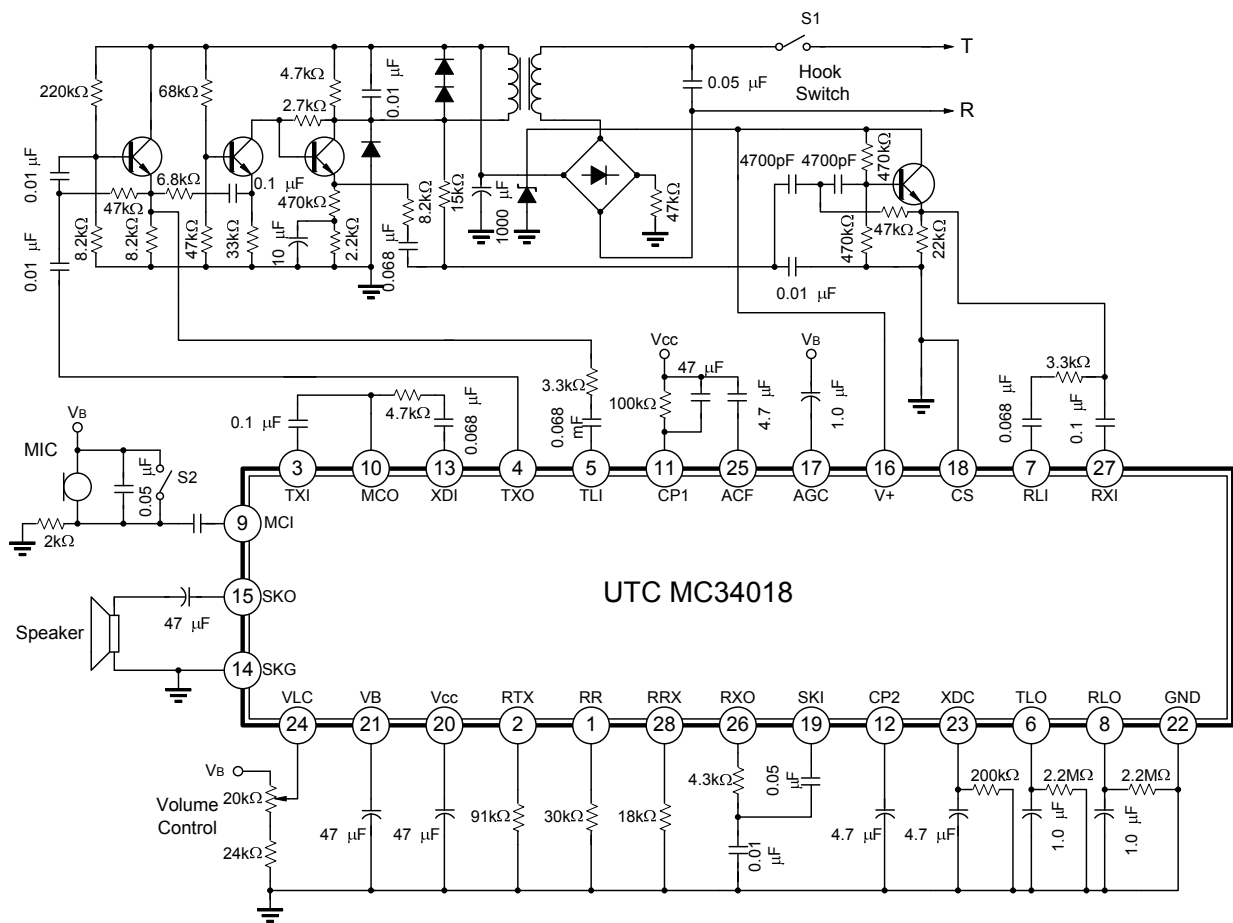 S1
T
Hook
Switch
R
0.05 μF
220kΩ
68kΩ
4.7kΩ
2.7kΩ
0.01 μF
0.01 μF
6.8kΩ
0.1 μF
47kΩ
470kΩ
8.2kΩ
15kΩ
1000 μF
47kΩ
4700pF
4700pF
470kΩ
47kΩ
470kΩ
22kΩ
0.01 μF
0.01 μF
8.2kΩ
8.2kΩ
47kΩ
33kΩ
10 μF
2.2kΩ
0.068 μF
VCC
VB
47 μF
3.3kΩ
100kΩ
4.7 μF
1.0 μF
3.3kΩ
0.068 μF
0.1 μF
0.1 μF
4.7kΩ
0.068 μF
0.068 mF
VB
MIC
0.05 μF
S2
2kΩ
3 10 13 4 5 11 25 17 16 18 7 27
TXI MCO XDI TXO TLI CP1 ACF AGC V+ CS RLI RXI
9 MCI
UTC MC34018
15 SKO
47 μF
Speaker
14 SKG
VLC VB Vcc RTX RR RRX RXO SKI CP2 XDC TLO RLO GND
24 21 20 2 1 28 26 19 12 23 6 8 22
VB
20kΩ
Volume
Control
24kΩ
47 μF
47 μF
91kΩ
30kΩ
18kΩ
4.3kΩ
0.05 μF
0.01 μF
4.7 μF
4.7 μF
200kΩ
2.2MΩ
1.0 μF
2.2MΩ
1.0 μF